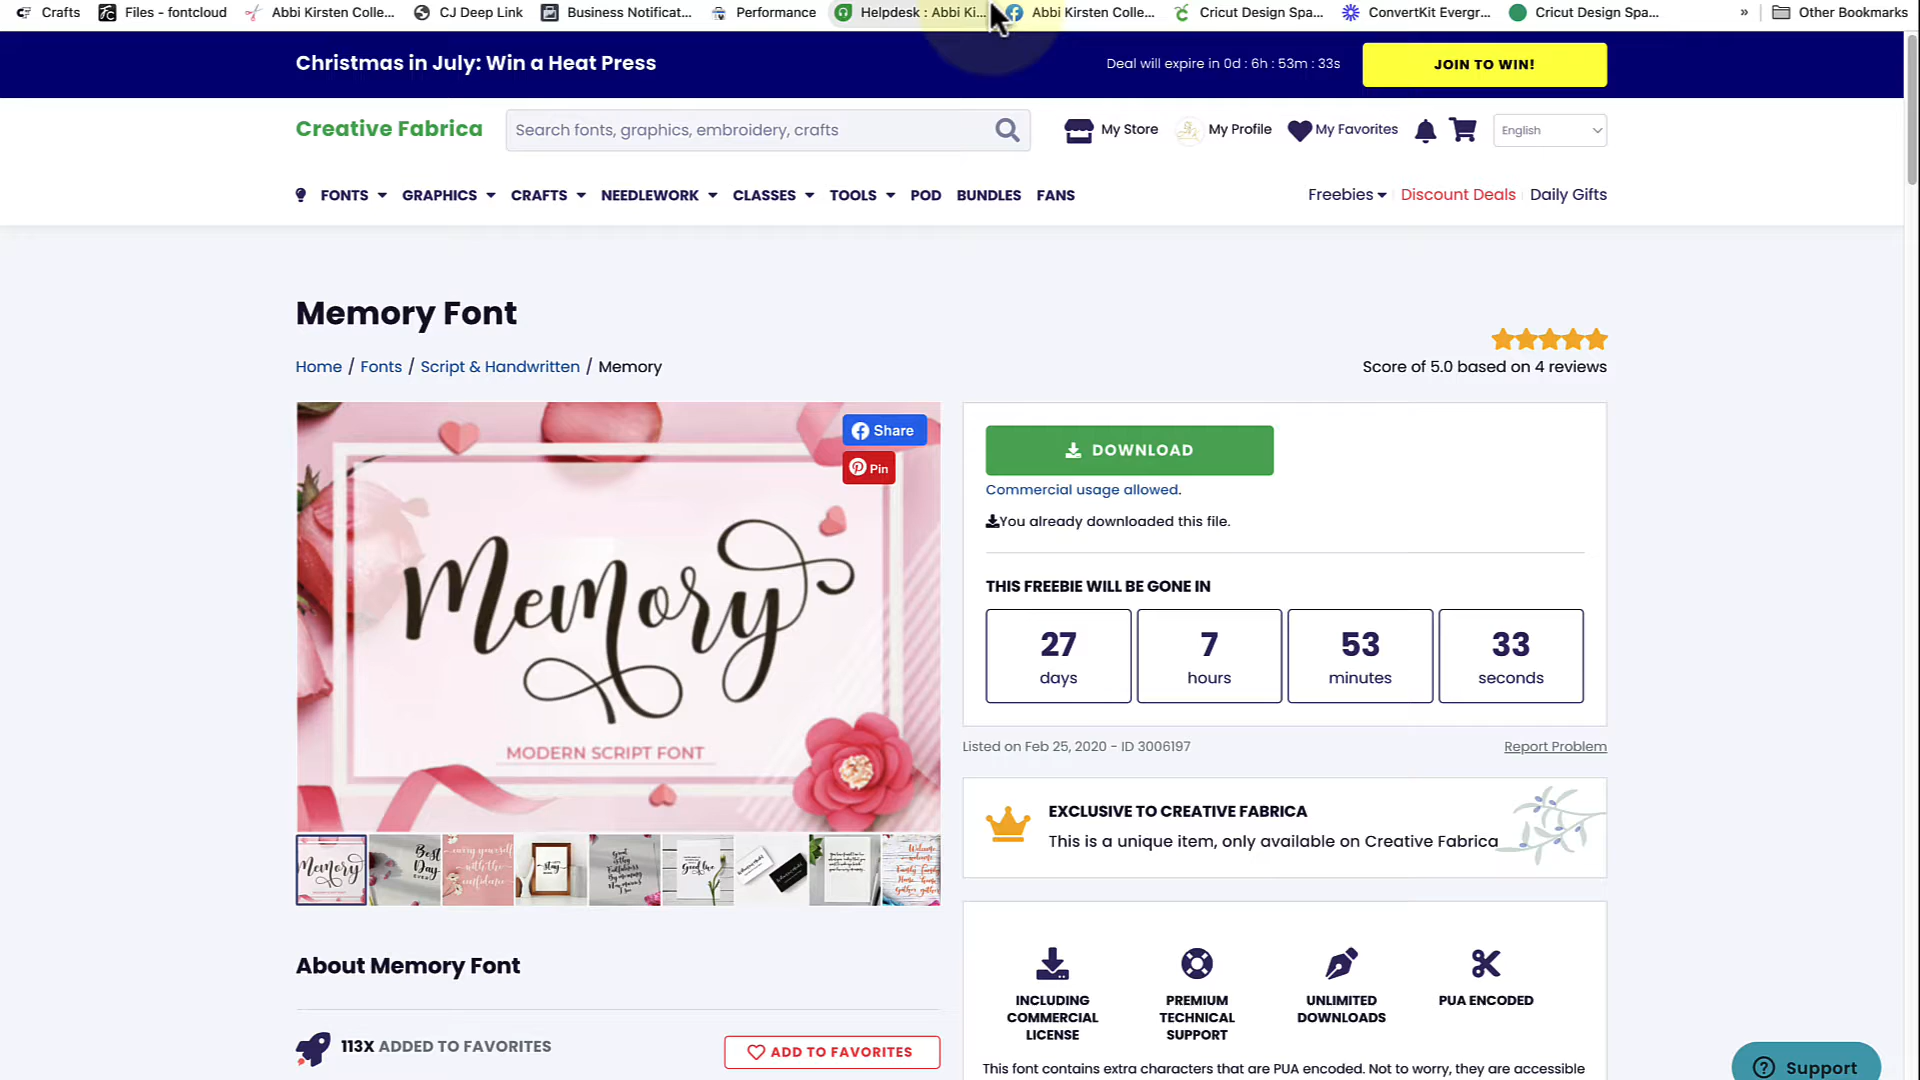 Crafts Files - fontcloud Abbi Kirsten Colle... CJ Deep Link Business Notificat... Performance Helpdesk : Abbi Ki... Abbi Kirsten Colle... Cricut Design Spa... ConvertKit Evergr... Cricut Design Spa... » Other Bookmarks
Christmas in July: Win a Heat Press
Deal will expire in 0d : 6h : 53m : 33s
JOIN TO WIN!
Creative Fabrica
Search fonts, graphics, embroidery, crafts
My Store My Profile My Favorites English
FONTS GRAPHICS CRAFTS NEEDLEWORK CLASSES TOOLS POD BUNDLES FANS
Freebies Discount Deals Daily Gifts
Memory Font
Home / Fonts / Script & Handwritten / Memory
Score of 5.0 based on 4 reviews
Share
Pin
Memory
MODERN SCRIPT FONT
DOWNLOAD
Commercial usage allowed.
You already downloaded this file.
THIS FREEBIE WILL BE GONE IN
27 days
7 hours
53 minutes
33 seconds
Listed on Feb 25, 2020 - ID 3006197
Report Problem
EXCLUSIVE TO CREATIVE FABRICA
This is a unique item, only available on Creative Fabrica
Memory
Best Day Ever
stay
Good live
About Memory Font
113X ADDED TO FAVORITES
ADD TO FAVORITES
INCLUDING COMMERCIAL LICENSE
PREMIUM TECHNICAL SUPPORT
UNLIMITED DOWNLOADS
PUA ENCODED
This font contains extra characters that are PUA encoded. Not to worry, they are accessible
Support